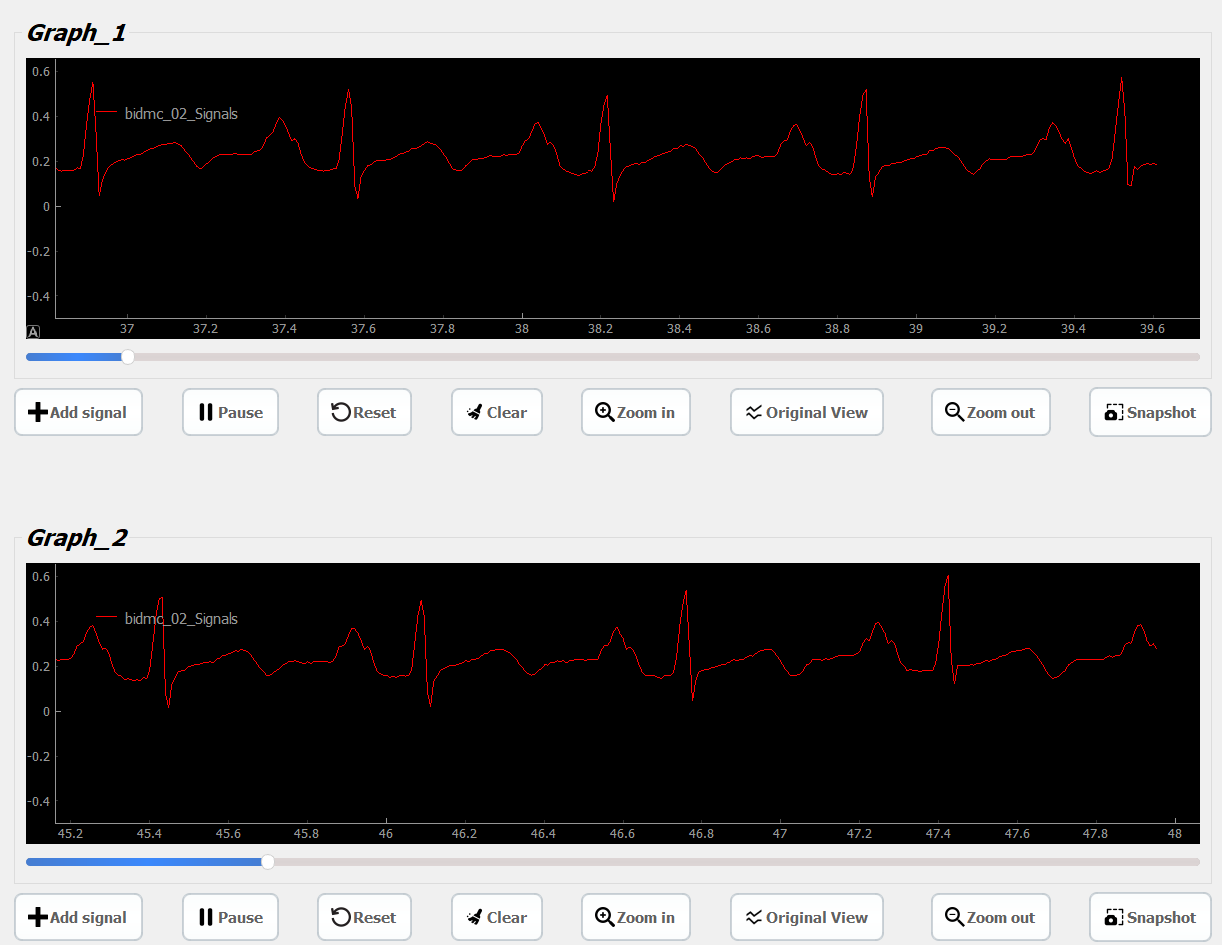 Graph_1
0.6
bidmc_02_Signals
0.4
0.2
0
-0.2
-0.4
A
37 37.2 37.4 37.6 37.8 38 38.2 38.4 38.6 38.8 39 39.2 39.4 39.6
Add signal Pause Reset Clear Zoom in Original View Zoom out Snapshot
Graph_2
0.6
bidmc_02_Signals
0.4
0.2
0
-0.2
-0.4
45.2 45.4 45.6 45.8 46 46.2 46.4 46.6 46.8 47 47.2 47.4 47.6 47.8 48
Add signal Pause Reset Clear Zoom in Original View Zoom out Snapshot